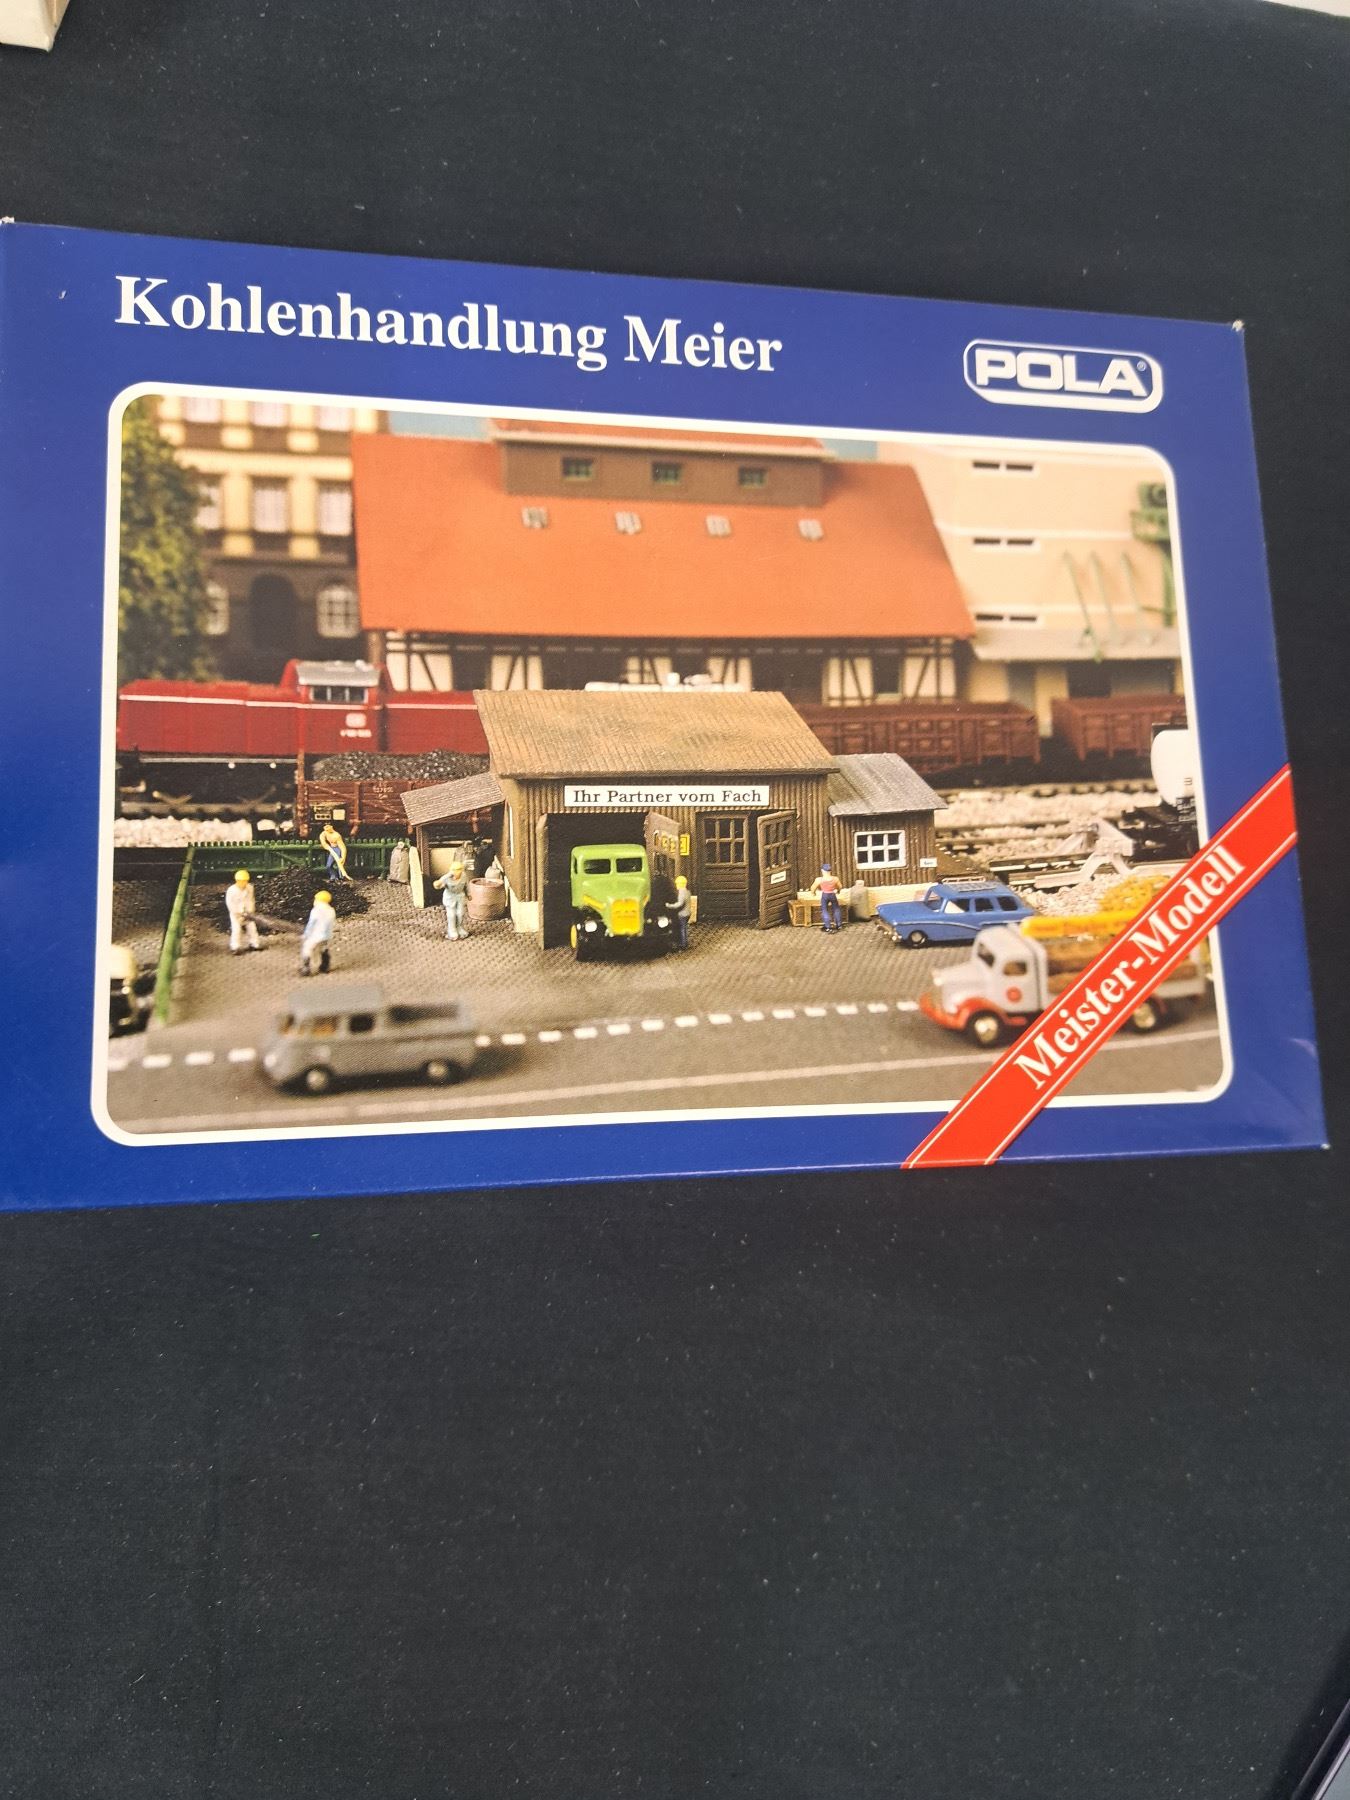 Kohlenhandlung Meier
POLA®
Ihr Partner vom Fach
Meister-Modell